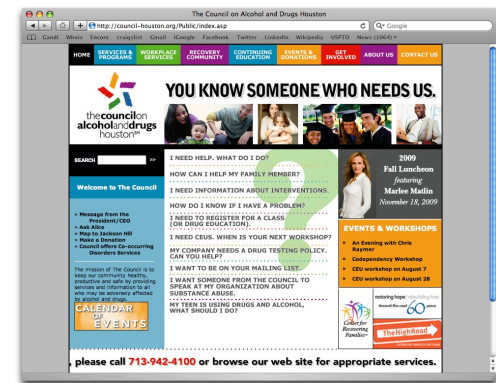 The Council on Alcohol and Drugs Houston
http://council-houston.org/Public/index.asp
Google
Gandi Whois Encore craigslist Gmail iGoogle Facebook Twitter LinkedIn Wikipedia USPTO News (1064)
HOME SERVICES & PROGRAMS WORKPLACE SERVICES RECOVERY COMMUNITY CONTINUING EDUCATION EVENTS & DONATIONS GET INVOLVED ABOUT US CONTACT US
YOU KNOW SOMEONE WHO NEEDS US.
thecouncilon
alcoholanddrugs
houston
SEARCH >>
Welcome to The Council
Message from the
President/CEO
Ask Alice
Map to Jackson Hill
Make a Donation
Council offers Co-occuring
Disorders Services
The mission of The Council is to
keep our community healthy,
productive and safe by providing
services and information to all
who may be adversely affected
by alcohol and drugs.
CALENDAR
OF
EVENTS
I NEED HELP. WHAT DO I DO?
HOW CAN I HELP MY FAMILY MEMBER?
I NEED INFORMATION ABOUT INTERVENTIONS.
HOW DO I KNOW IF I HAVE A PROBLEM?
I NEED TO REGISTER FOR A CLASS
(OR DRUG EDUCATION).
I NEED CEUS. WHEN IS YOUR NEXT WORKSHOP?
MY COMPANY NEEDS A DRUG TESTING POLICY.
CAN YOU HELP?
I WANT TO BE ON YOUR MAILING LIST.
I WANT SOMEONE FROM THE COUNCIL TO
SPEAK AT MY ORGANIZATION ABOUT
SUBSTANCE ABUSE.
MY TEEN IS USING DRUGS AND ALCOHOL,
WHAT SHOULD I DO?
2009
Fall Luncheon
featuring
Marlee Matlin
November 18, 2009
EVENTS & WORKSHOPS
An Evening with Chris
Raymer
Codependency Workshop
CEU workshop on August 7
CEU workshop on August 28
Center for
Recovering
Families
restoring hope rebuilding lives
60 years
TheHighRoad
, please call 713-942-4100 or browse our web site for appropriate services.